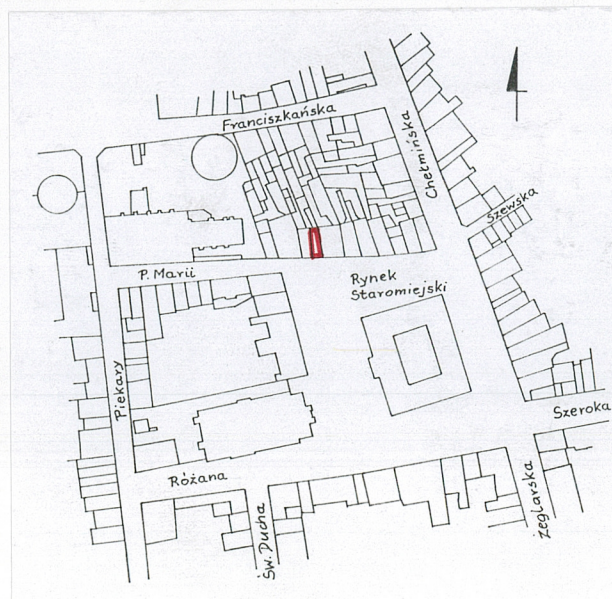 Franciszkańska
Chełmińska
Szewska
P. Marii
Rynek
Staromiejski
Piekary
Szeroka
Różana
Św. Ducha
Żeglarska